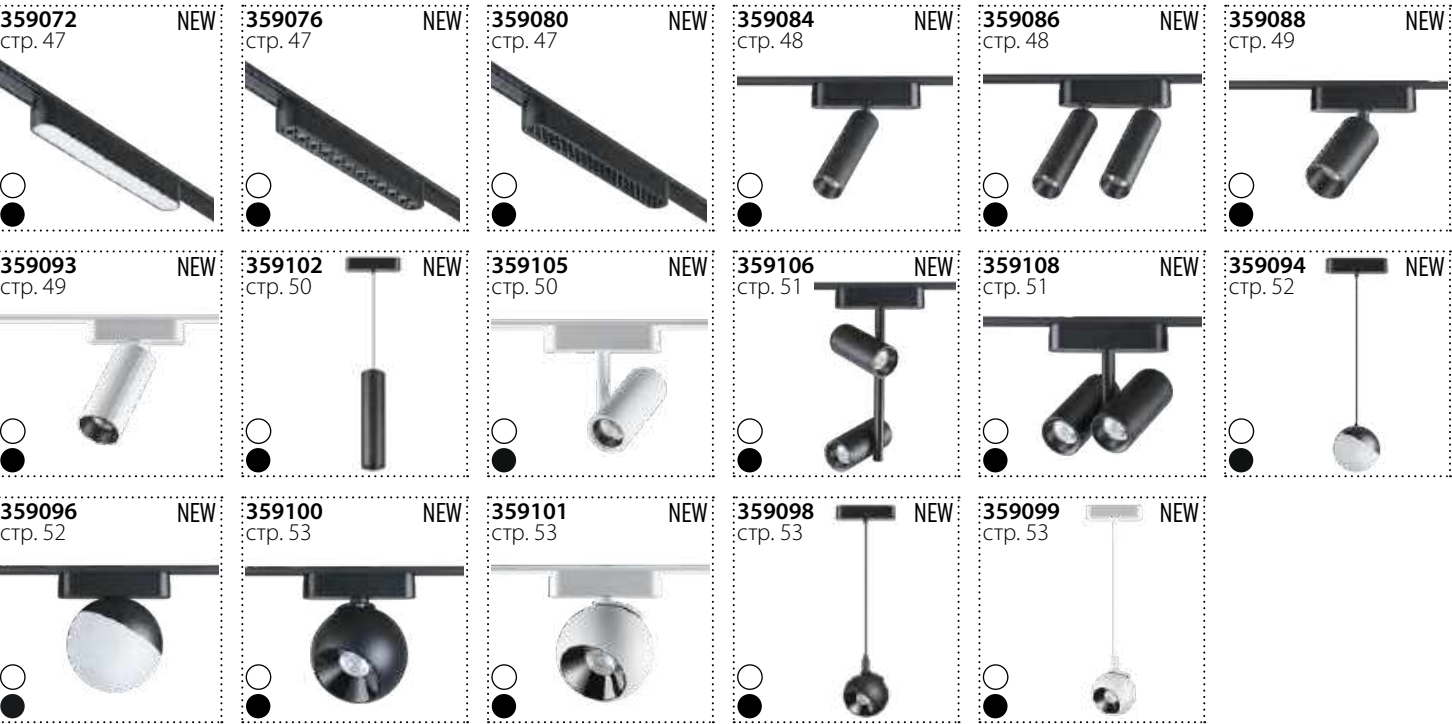 359072 NEW
стр. 47
359076 NEW
стр. 47
359080 NEW
стр. 47
359084 NEW
стр. 48
359086 NEW
стр. 48
359088 NEW
стр. 49
359093 NEW
стр. 49
359102 NEW
стр. 50
359105 NEW
стр. 50
359106 NEW
стр. 51
359108 NEW
стр. 51
359094 NEW
стр. 52
359096 NEW
стр. 52
359100 NEW
стр. 53
359101 NEW
стр. 53
359098 NEW
стр. 53
359099 NEW
стр. 53